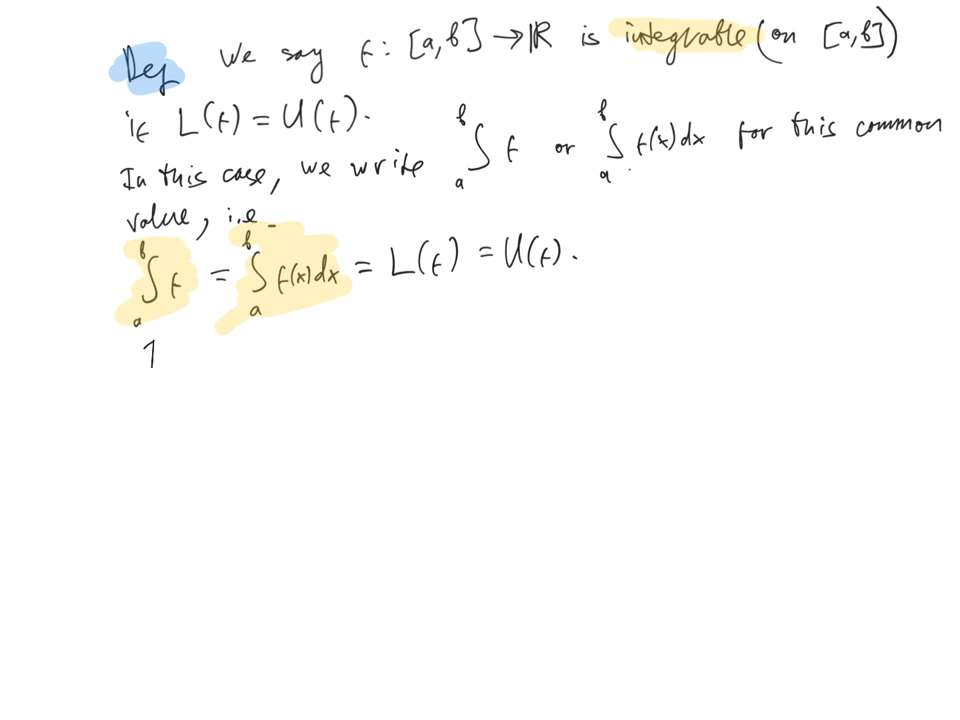 Def We say f: [a,b] → ℝ is integrable (on [a,b])
if L(f) = U(f).
In this case, we write ∫_a^b f or ∫_a^b f(x)dx for this common
value, i.e.
∫_a^b f = ∫_a^b f(x)dx = L(f) = U(f).